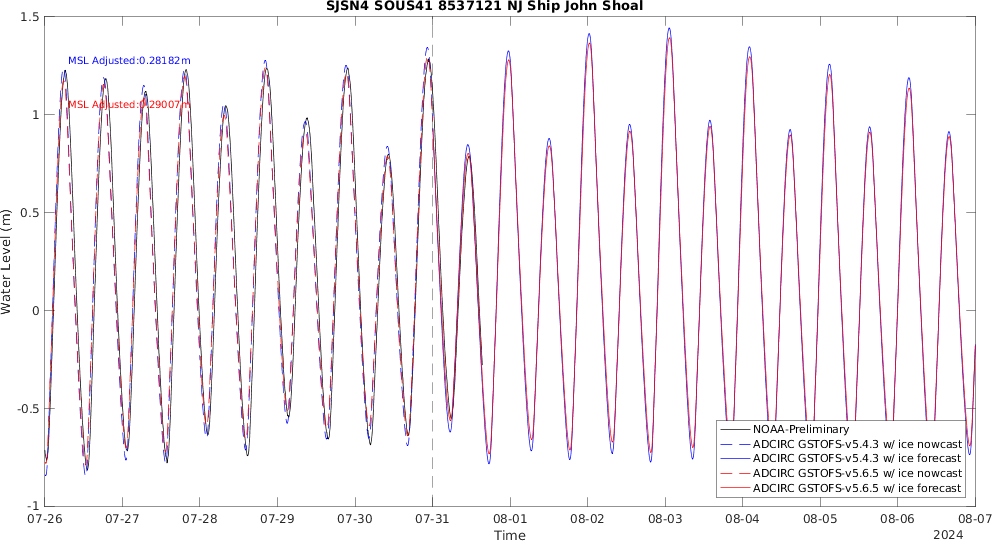 SJSN4 SOUS41 8537121 NJ Ship John Shoal
1.5
1
0.5
0
-0.5
-1
Water Level (m)
MSL Adjusted:0.28182m
MSL Adjusted:0.29007m
NOAA-Preliminary
ADCIRC GSTOFS-v5.4.3 w/ ice nowcast
ADCIRC GSTOFS-v5.4.3 w/ ice forecast
ADCIRC GSTOFS-v5.6.5 w/ ice nowcast
ADCIRC GSTOFS-v5.6.5 w/ ice forecast
07-26 07-27 07-28 07-29 07-30 07-31 08-01 08-02 08-03 08-04 08-05 08-06 08-07
Time
2024